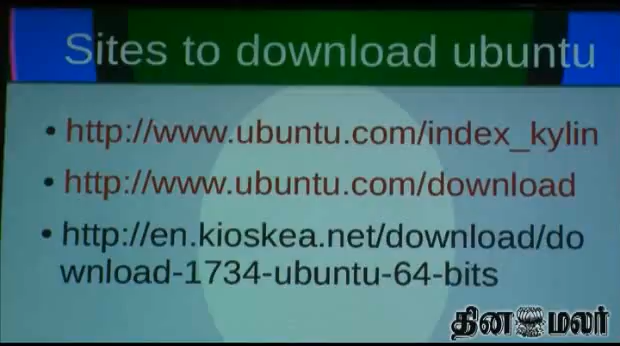 Sites to download ubuntu
• http://www.ubuntu.com/index_kylin
• http://www.ubuntu.com/download
• http://en.kioskea.net/download/do
wnload-1734-ubuntu-64-bits
தின மலர்